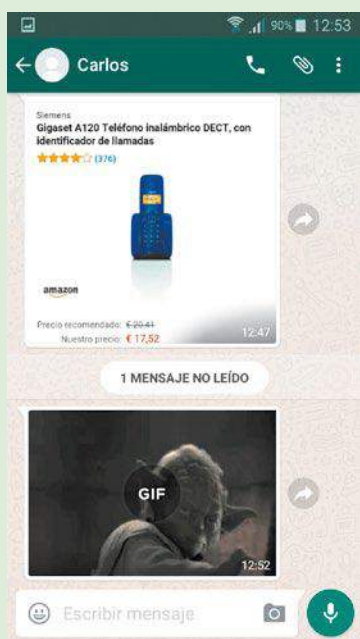 90% 12:53
Carlos
Siemens
Gigaset A120 Teléfono inalámbrico DECT, con
identificador de llamadas
(376)
amazon
Precio recomendado: € 20,41
Nuestro precio: € 17,52
12:47
1 MENSAJE NO LEÍDO
GIF
12:52
Escribir mensaje